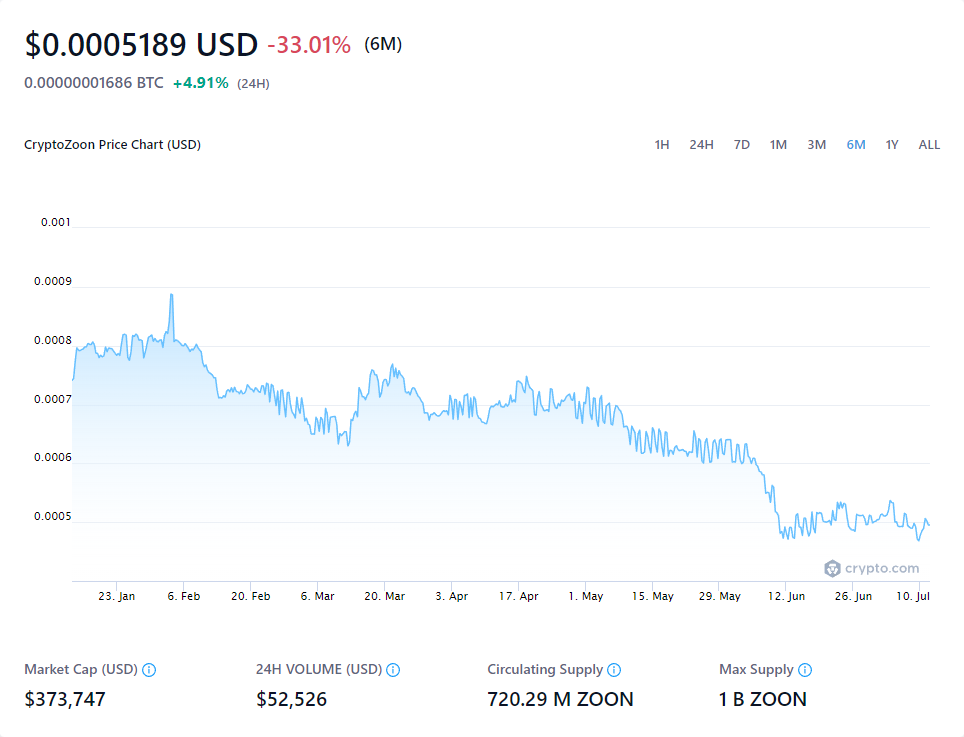 $0.0005189 USD -33.01% (6M)
0.00000001686 BTC +4.91% (24H)
CryptoZoon Price Chart (USD) 1H 24H 7D 1M 3M 6M 1Y ALL
0.001
0.0009
0.0008
0.0007
0.0006
0.0005
crypto.com
23. Jan 6. Feb 20. Feb 6. Mar 20. Mar 3. Apr 17. Apr 1. May 15. May 29. May 12. Jun 26. Jun 10. Jul
Market Cap (USD) 24H VOLUME (USD) Circulating Supply Max Supply
$373,747 $52,526 720.29 M ZOON 1 B ZOON